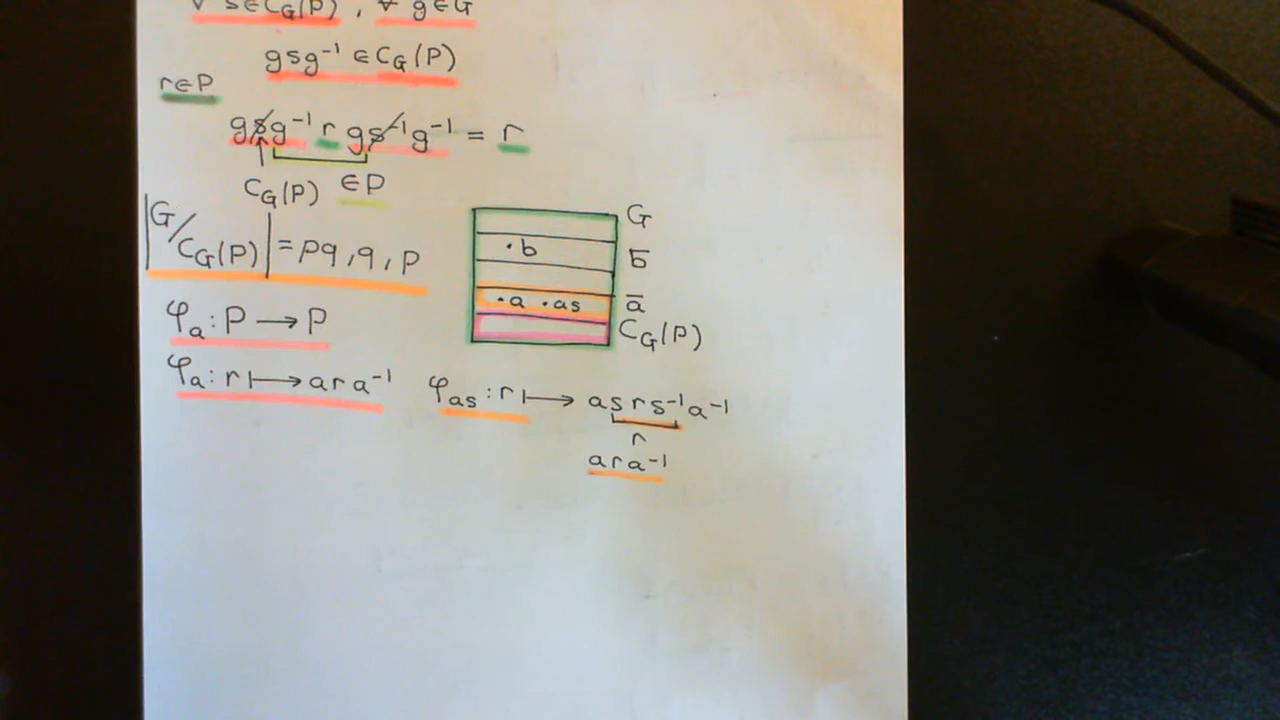 ∀ s∈C_G(P), ∀ g∈G
gsg⁻¹ ∈ C_G(P)
r∈P
gsg⁻¹ r gs⁻¹g⁻¹ = r
C_G(P) ∈P
|G/C_G(P)| = pq, q, p
G
·b b̄
·a ·as ā
C_G(P)
φ_a : P → P
φ_a : r ↦ ara⁻¹
φ_as : r ↦ asrs⁻¹a⁻¹
r
ara⁻¹